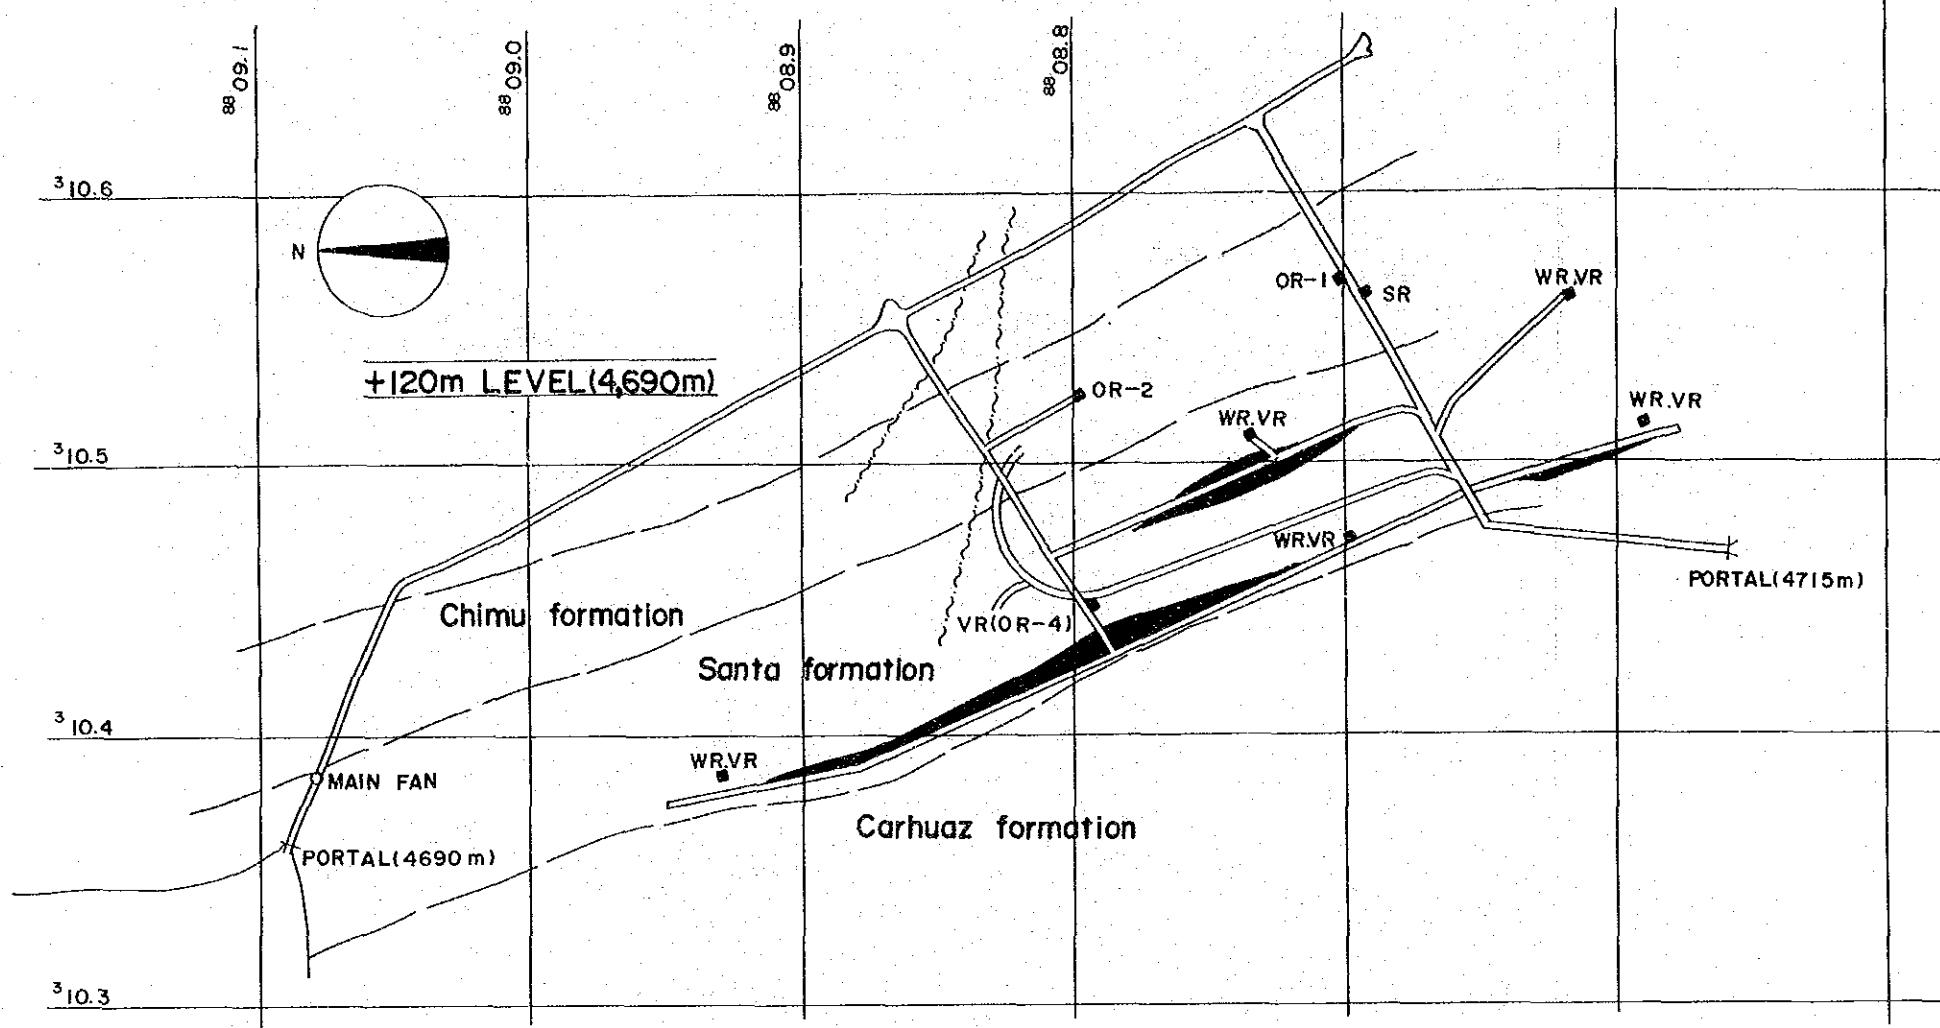 88 09.1
88 09.0
88 08.9
88 08.8
3 10.6
N
OR-1
SR
WR.VR
+120m LEVEL(4,690m)
OR-2
WR.VR
WR.VR
3 10.5
WR.VR
PORTAL(4715m)
Chimu formation
VR(OR-4)
Santa formation
3 10.4
WR.VR
MAIN FAN
Carhuaz formation
PORTAL(4690m)
3 10.3